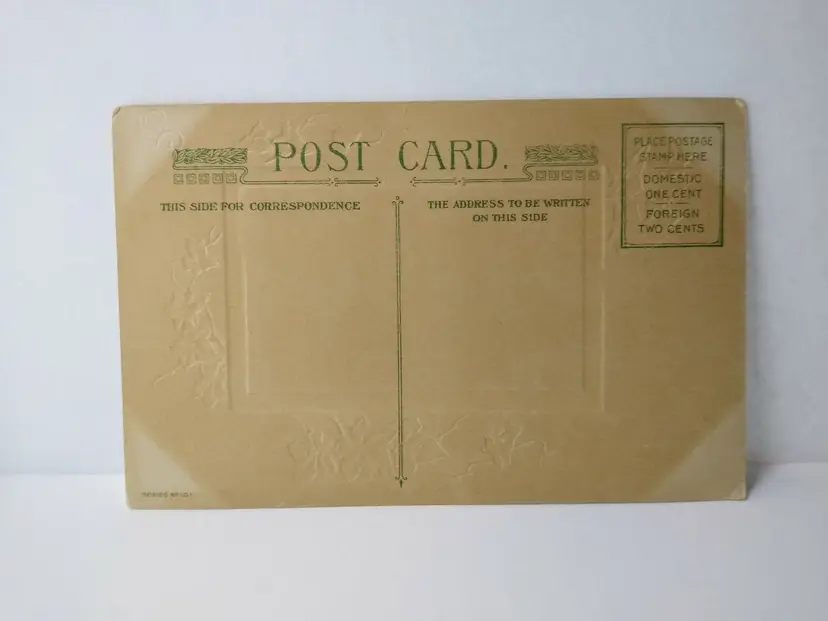 POST CARD.
THIS SIDE FOR CORRESPONDENCE
THE ADDRESS TO BE WRITTEN
ON THIS SIDE
PLACE POSTAGE
STAMP HERE
DOMESTIC
ONE CENT
FOREIGN
TWO CENTS
SERIES